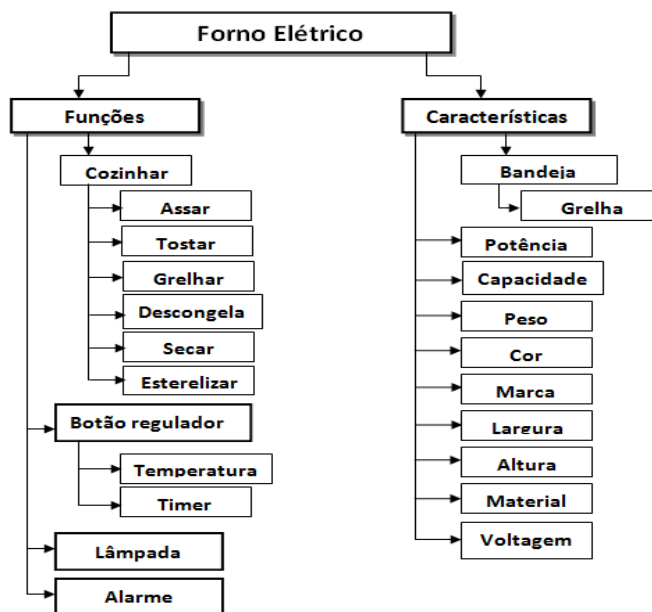 Forno Elétrico
Funções
Cozinhar
Assar
Tostar
Grelhar
Descongela
Secar
Esterelizar
Botão regulador
Temperatura
Timer
Lâmpada
Alarme
Características
Bandeja
Grelha
Potência
Capacidade
Peso
Cor
Marca
Largura
Altura
Material
Voltagem